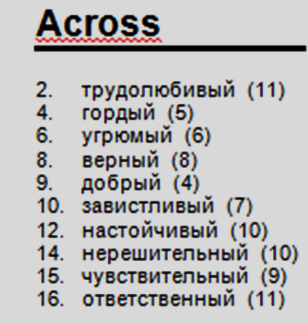 Across
2. трудолюбивый (11)
4. гордый (5)
6. угрюмый (6)
8. верный (8)
9. добрый (4)
10. завистливый (7)
12. настойчивый (10)
14. нерешительный (10)
15. чувствительный (9)
16. ответственный (11)